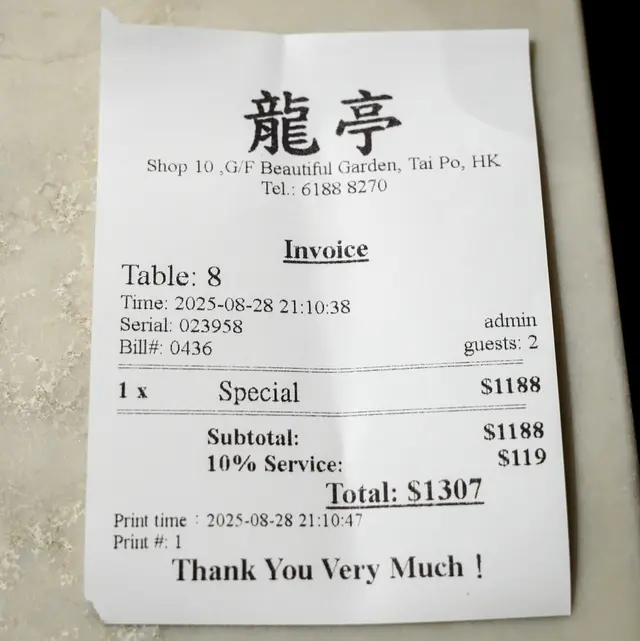 龍亭
Shop 10 ,G/F Beautiful Garden, Tai Po, HK
Tel.: 6188 8270
Invoice
Table: 8
Time: 2025-08-28 21:10:38
Serial: 023958 admin
Bill#: 0436 guests: 2
1 x Special $1188
Subtotal: $1188
10% Service: $119
Total: $1307
Print time : 2025-08-28 21:10:47
Print #: 1
Thank You Very Much !